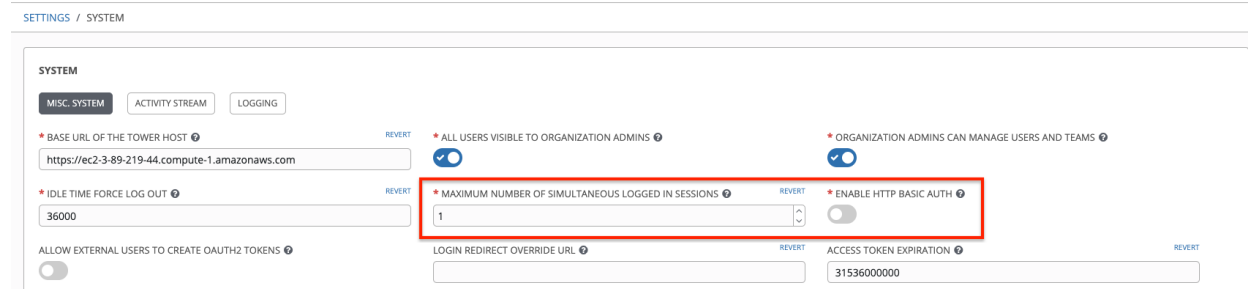 SETTINGS / SYSTEM
SYSTEM
MISC. SYSTEM ACTIVITY STREAM LOGGING
* BASE URL OF THE TOWER HOST ? REVERT * ALL USERS VISIBLE TO ORGANIZATION ADMINS ? * ORGANIZATION ADMINS CAN MANAGE USERS AND TEAMS ?
https://ec2-3-89-219-44.compute-1.amazonaws.com
* IDLE TIME FORCE LOG OUT ? REVERT * MAXIMUM NUMBER OF SIMULTANEOUS LOGGED IN SESSIONS ? REVERT * ENABLE HTTP BASIC AUTH ?
36000 1
ALLOW EXTERNAL USERS TO CREATE OAUTH2 TOKENS ? LOGIN REDIRECT OVERRIDE URL ? REVERT ACCESS TOKEN EXPIRATION ? REVERT
31536000000